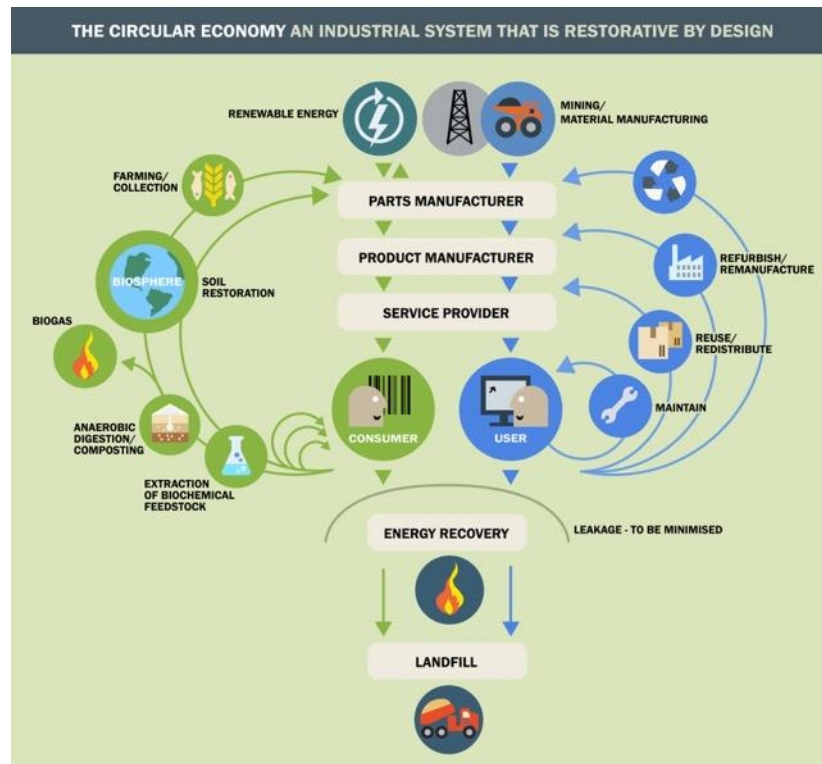 THE CIRCULAR ECONOMY AN INDUSTRIAL SYSTEM THAT IS RESTORATIVE BY DESIGN
RENEWABLE ENERGY
MINING/
MATERIAL MANUFACTURING
FARMING/
COLLECTION
PARTS MANUFACTURER
PRODUCT MANUFACTURER
REFURBISH/
REMANUFACTURE
BIOSPHERE
SOIL
RESTORATION
SERVICE PROVIDER
BIOGAS
REUSE/
REDISTRIBUTE
MAINTAIN
CONSUMER
USER
ANAEROBIC
DIGESTION/
COMPOSTING
EXTRACTION
OF BIOCHEMICAL
FEEDSTOCK
ENERGY RECOVERY
LEAKAGE - TO BE MINIMISED
LANDFILL